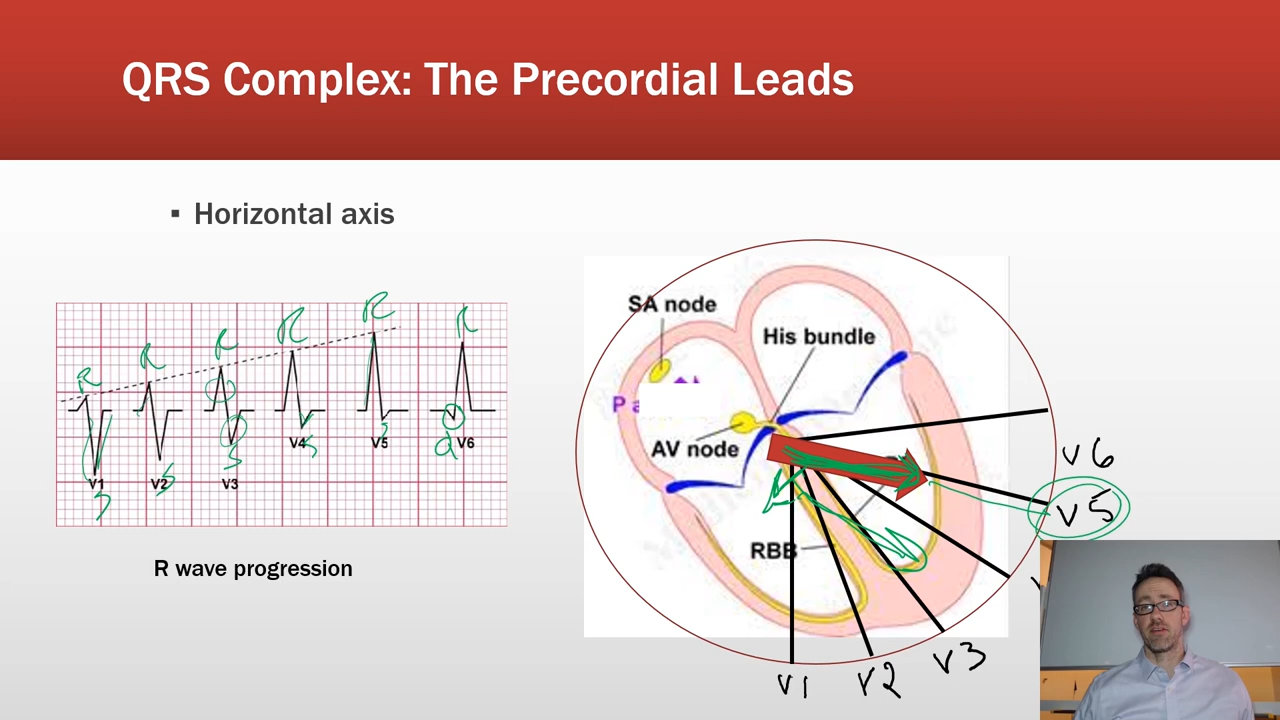 QRS Complex: The Precordial Leads
▪ Horizontal axis
R R R R R R
S S S S S Q
V1 V2 V3 V4 V5 V6
R wave progression
SA node
His bundle
P a
AV node
RBB
V6
V5
V3
V2
V1